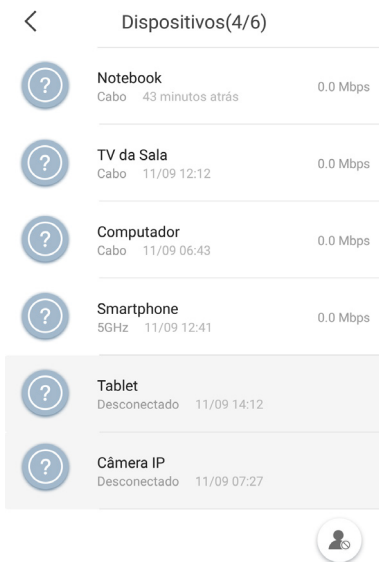 Dispositivos(4/6)
Notebook
Cabo 43 minutos atrás
0.0 Mbps
TV da Sala
Cabo 11/09 12:12
0.0 Mbps
Computador
Cabo 11/09 06:43
0.0 Mbps
Smartphone
5GHz 11/09 12:41
0.0 Mbps
Tablet
Desconectado 11/09 14:12
Câmera IP
Desconectado 11/09 07:27